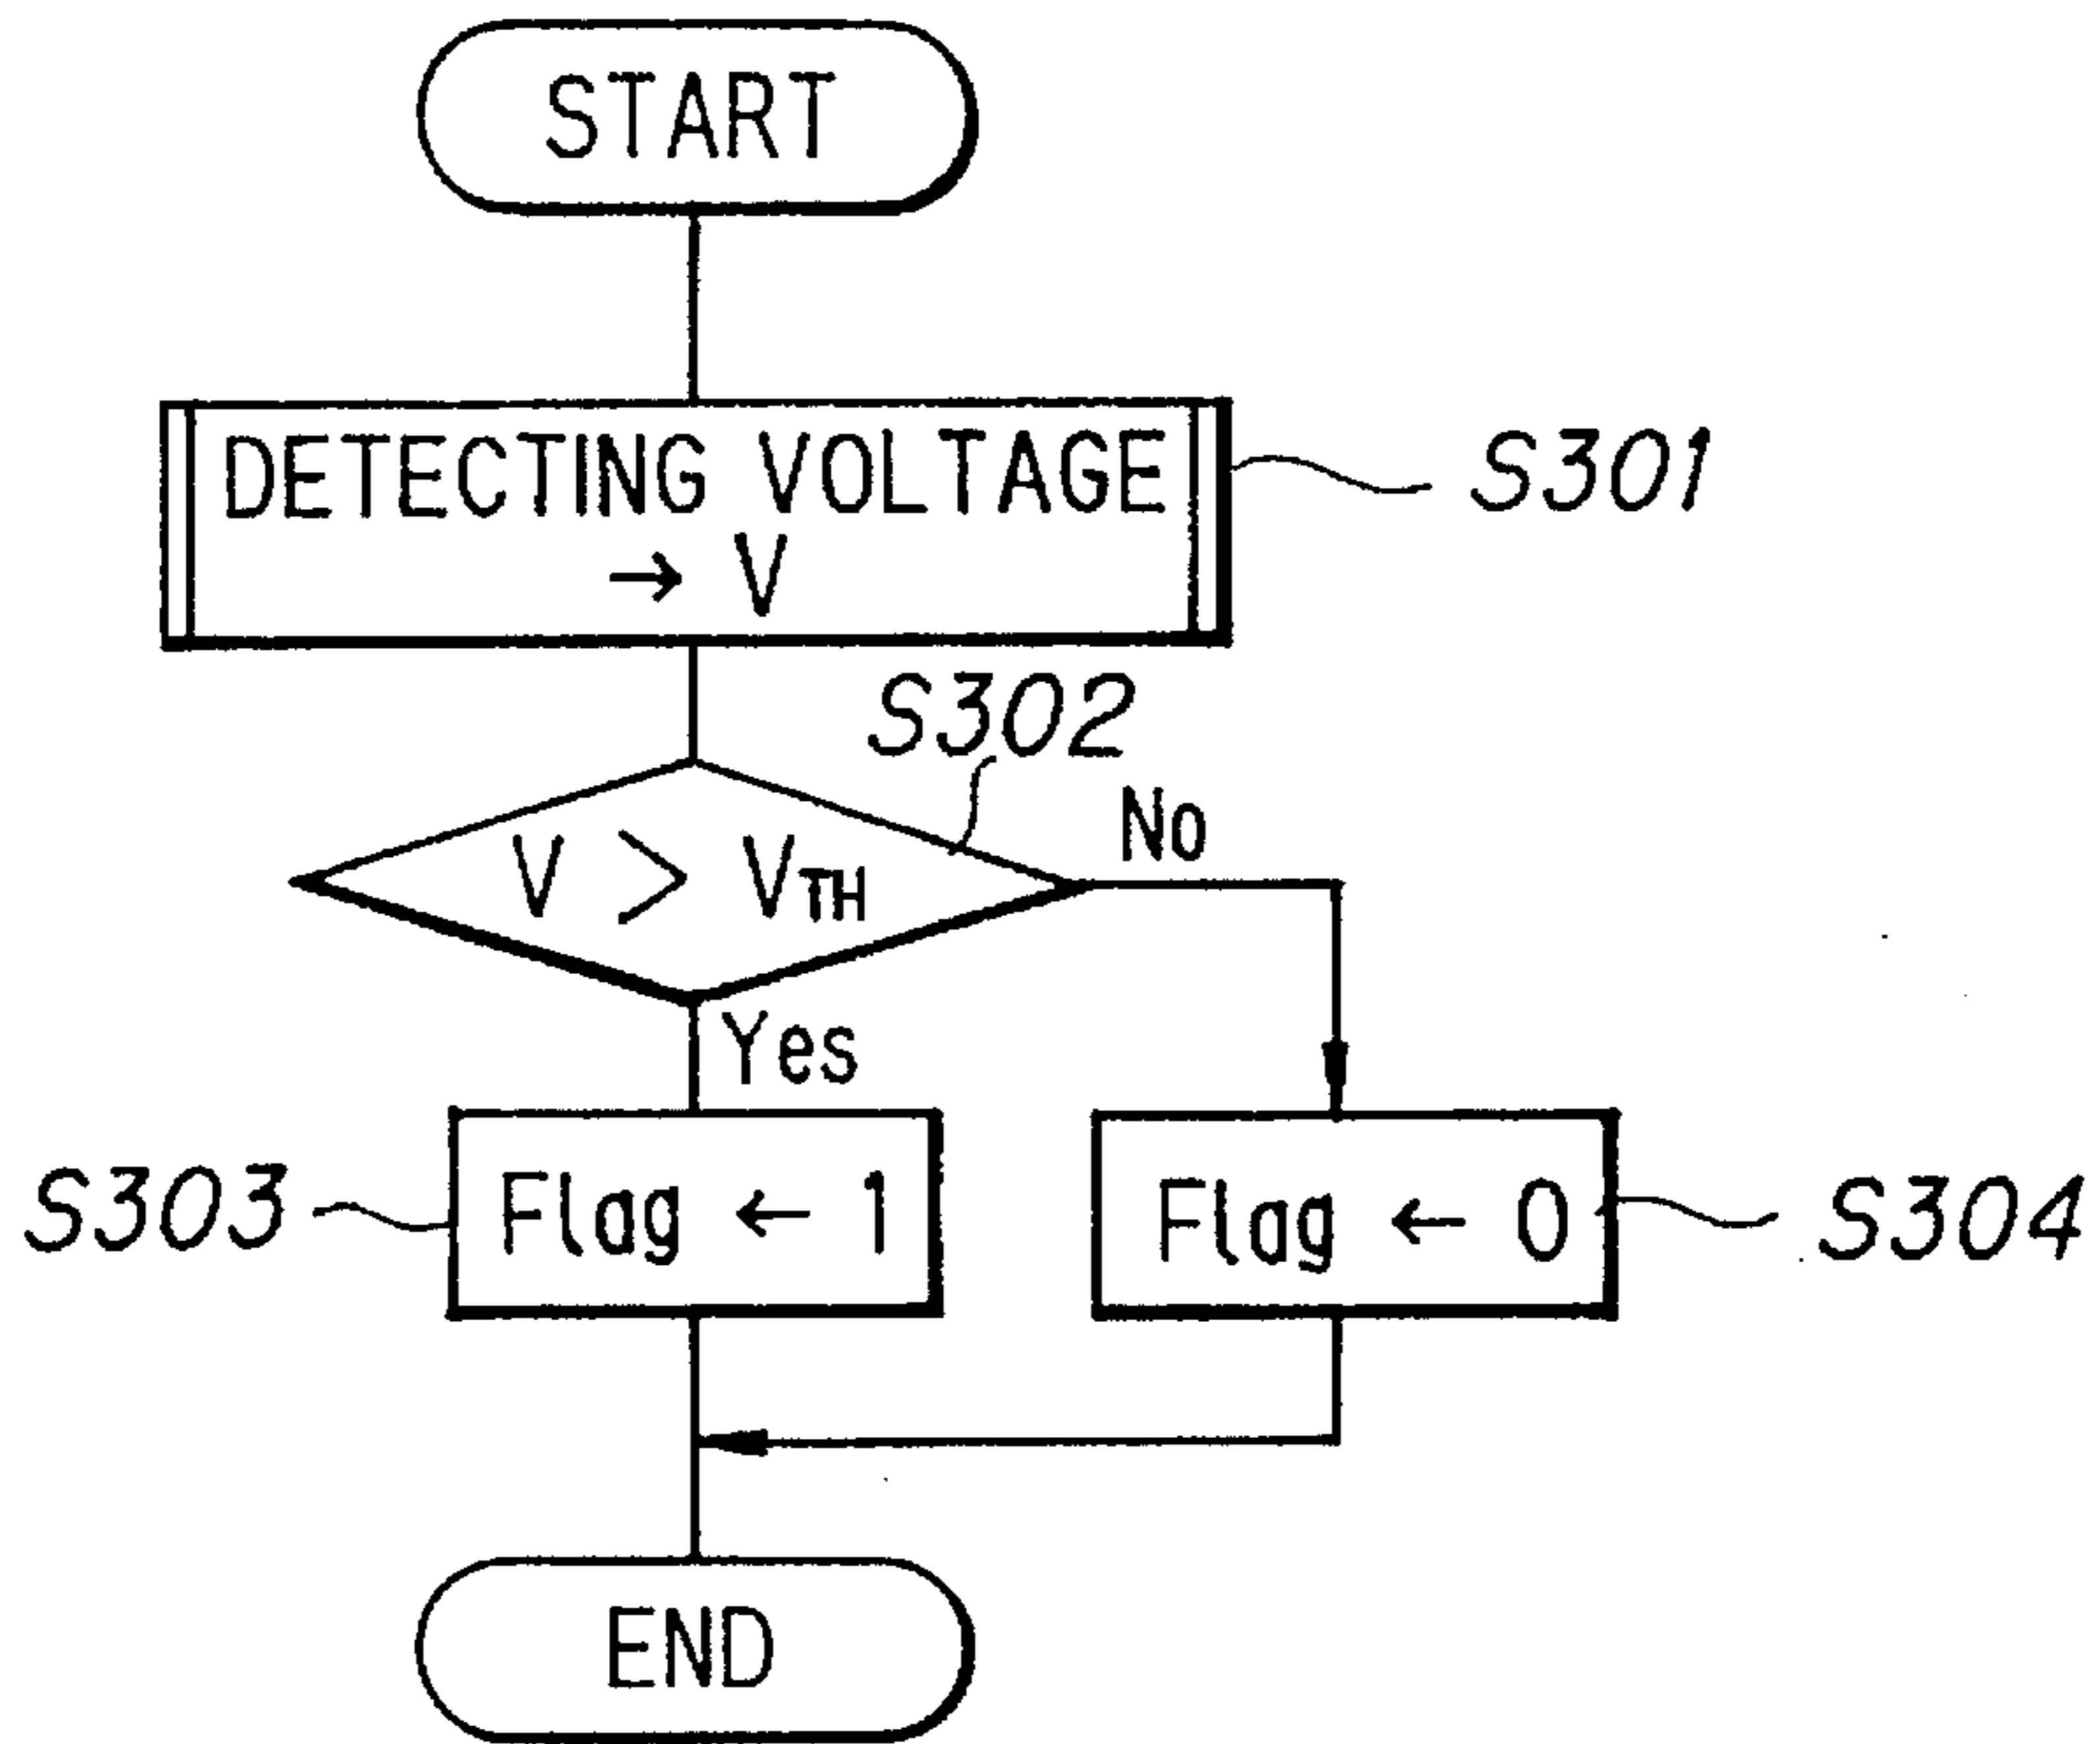 START
DETECTING VOLTAGE
→ V
S301
S302
V > VTH
No
Yes
S303
Flag ← 1
Flag ← 0
S304
END